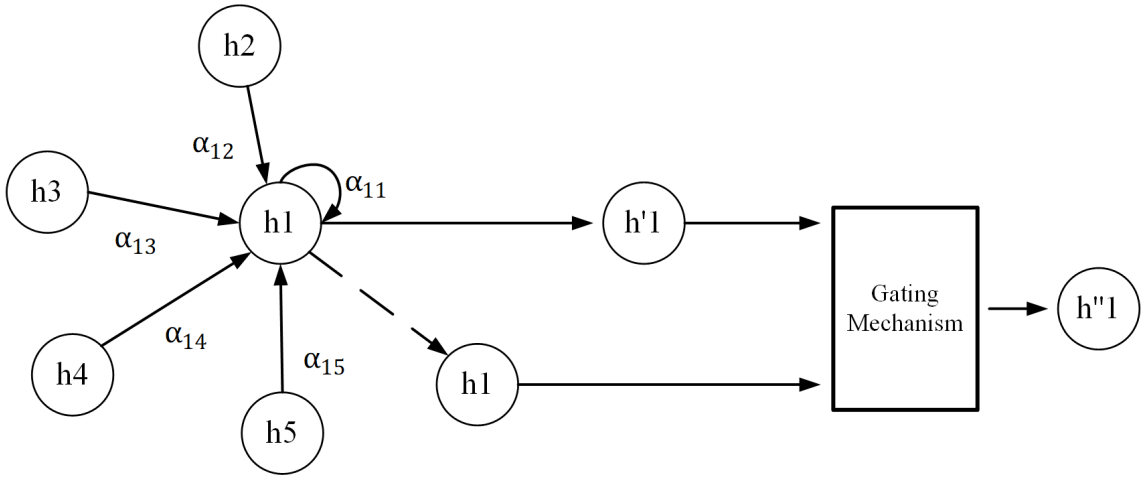 h2
α12
h3
α11
h1
h'1
α13
Gating
Mechanism
h''1
α14
α15
h4
h1
h5